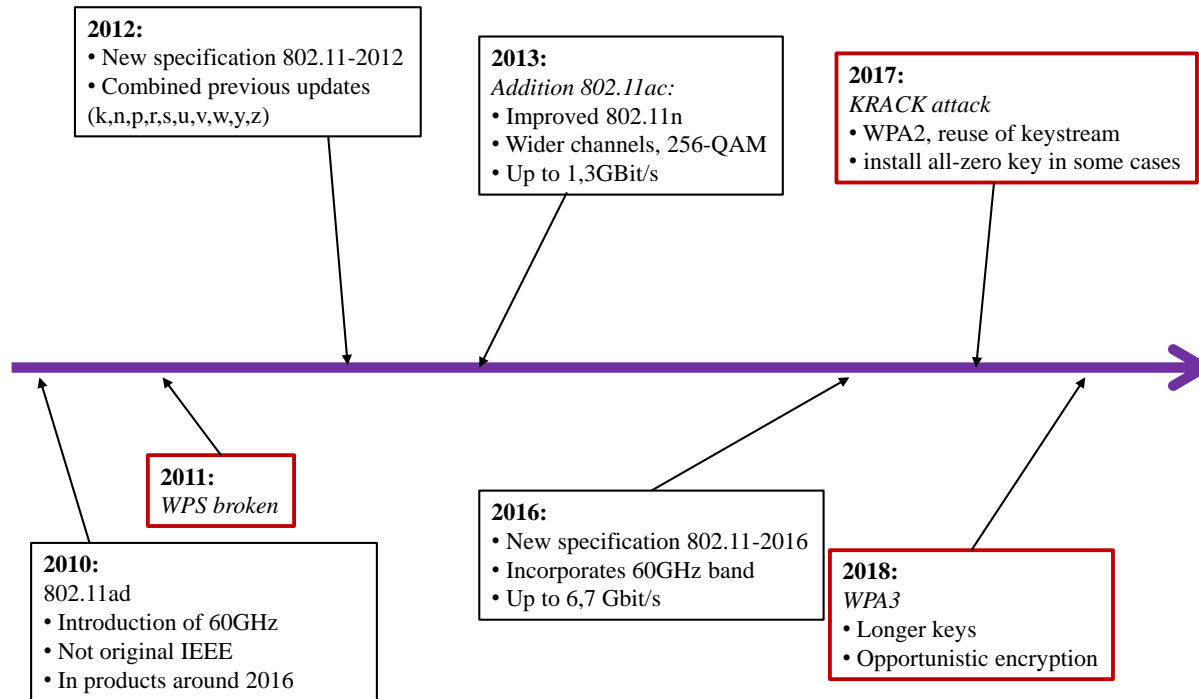 2012:
• New specification 802.11-2012
• Combined previous updates
(k,n,p,r,s,u,v,w,y,z)
2013:
Addition 802.11ac:
• Improved 802.11n
• Wider channels, 256-QAM
• Up to 1,3GBit/s
2017:
KRACK attack
• WPA2, reuse of keystream
• install all-zero key in some cases
2010:
802.11ad
• Introduction of 60GHz
• Not original IEEE
• In products around 2016
2011:
WPS broken
2016:
• New specification 802.11-2016
• Incorporates 60GHz band
• Up to 6,7 Gbit/s
2018:
WPA3
• Longer keys
• Opportunistic encryption